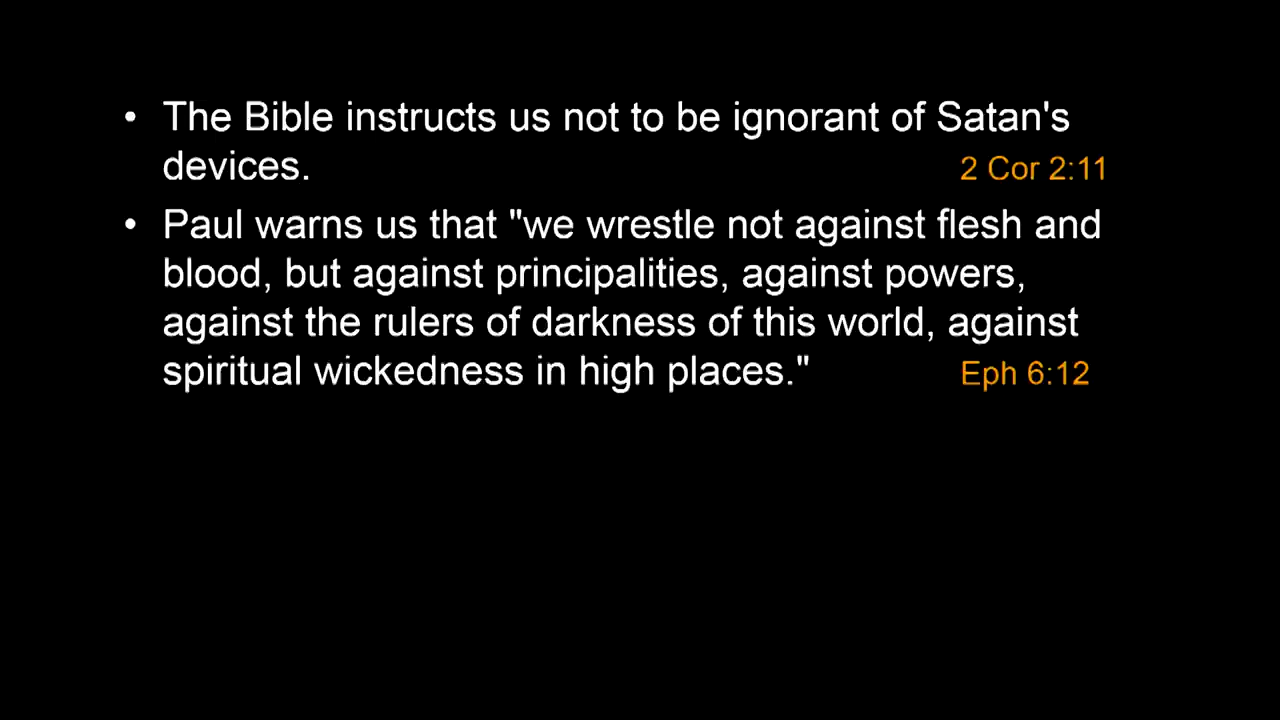 • The Bible instructs us not to be ignorant of Satan's
devices. 2 Cor 2:11
• Paul warns us that "we wrestle not against flesh and
blood, but against principalities, against powers,
against the rulers of darkness of this world, against
spiritual wickedness in high places." Eph 6:12